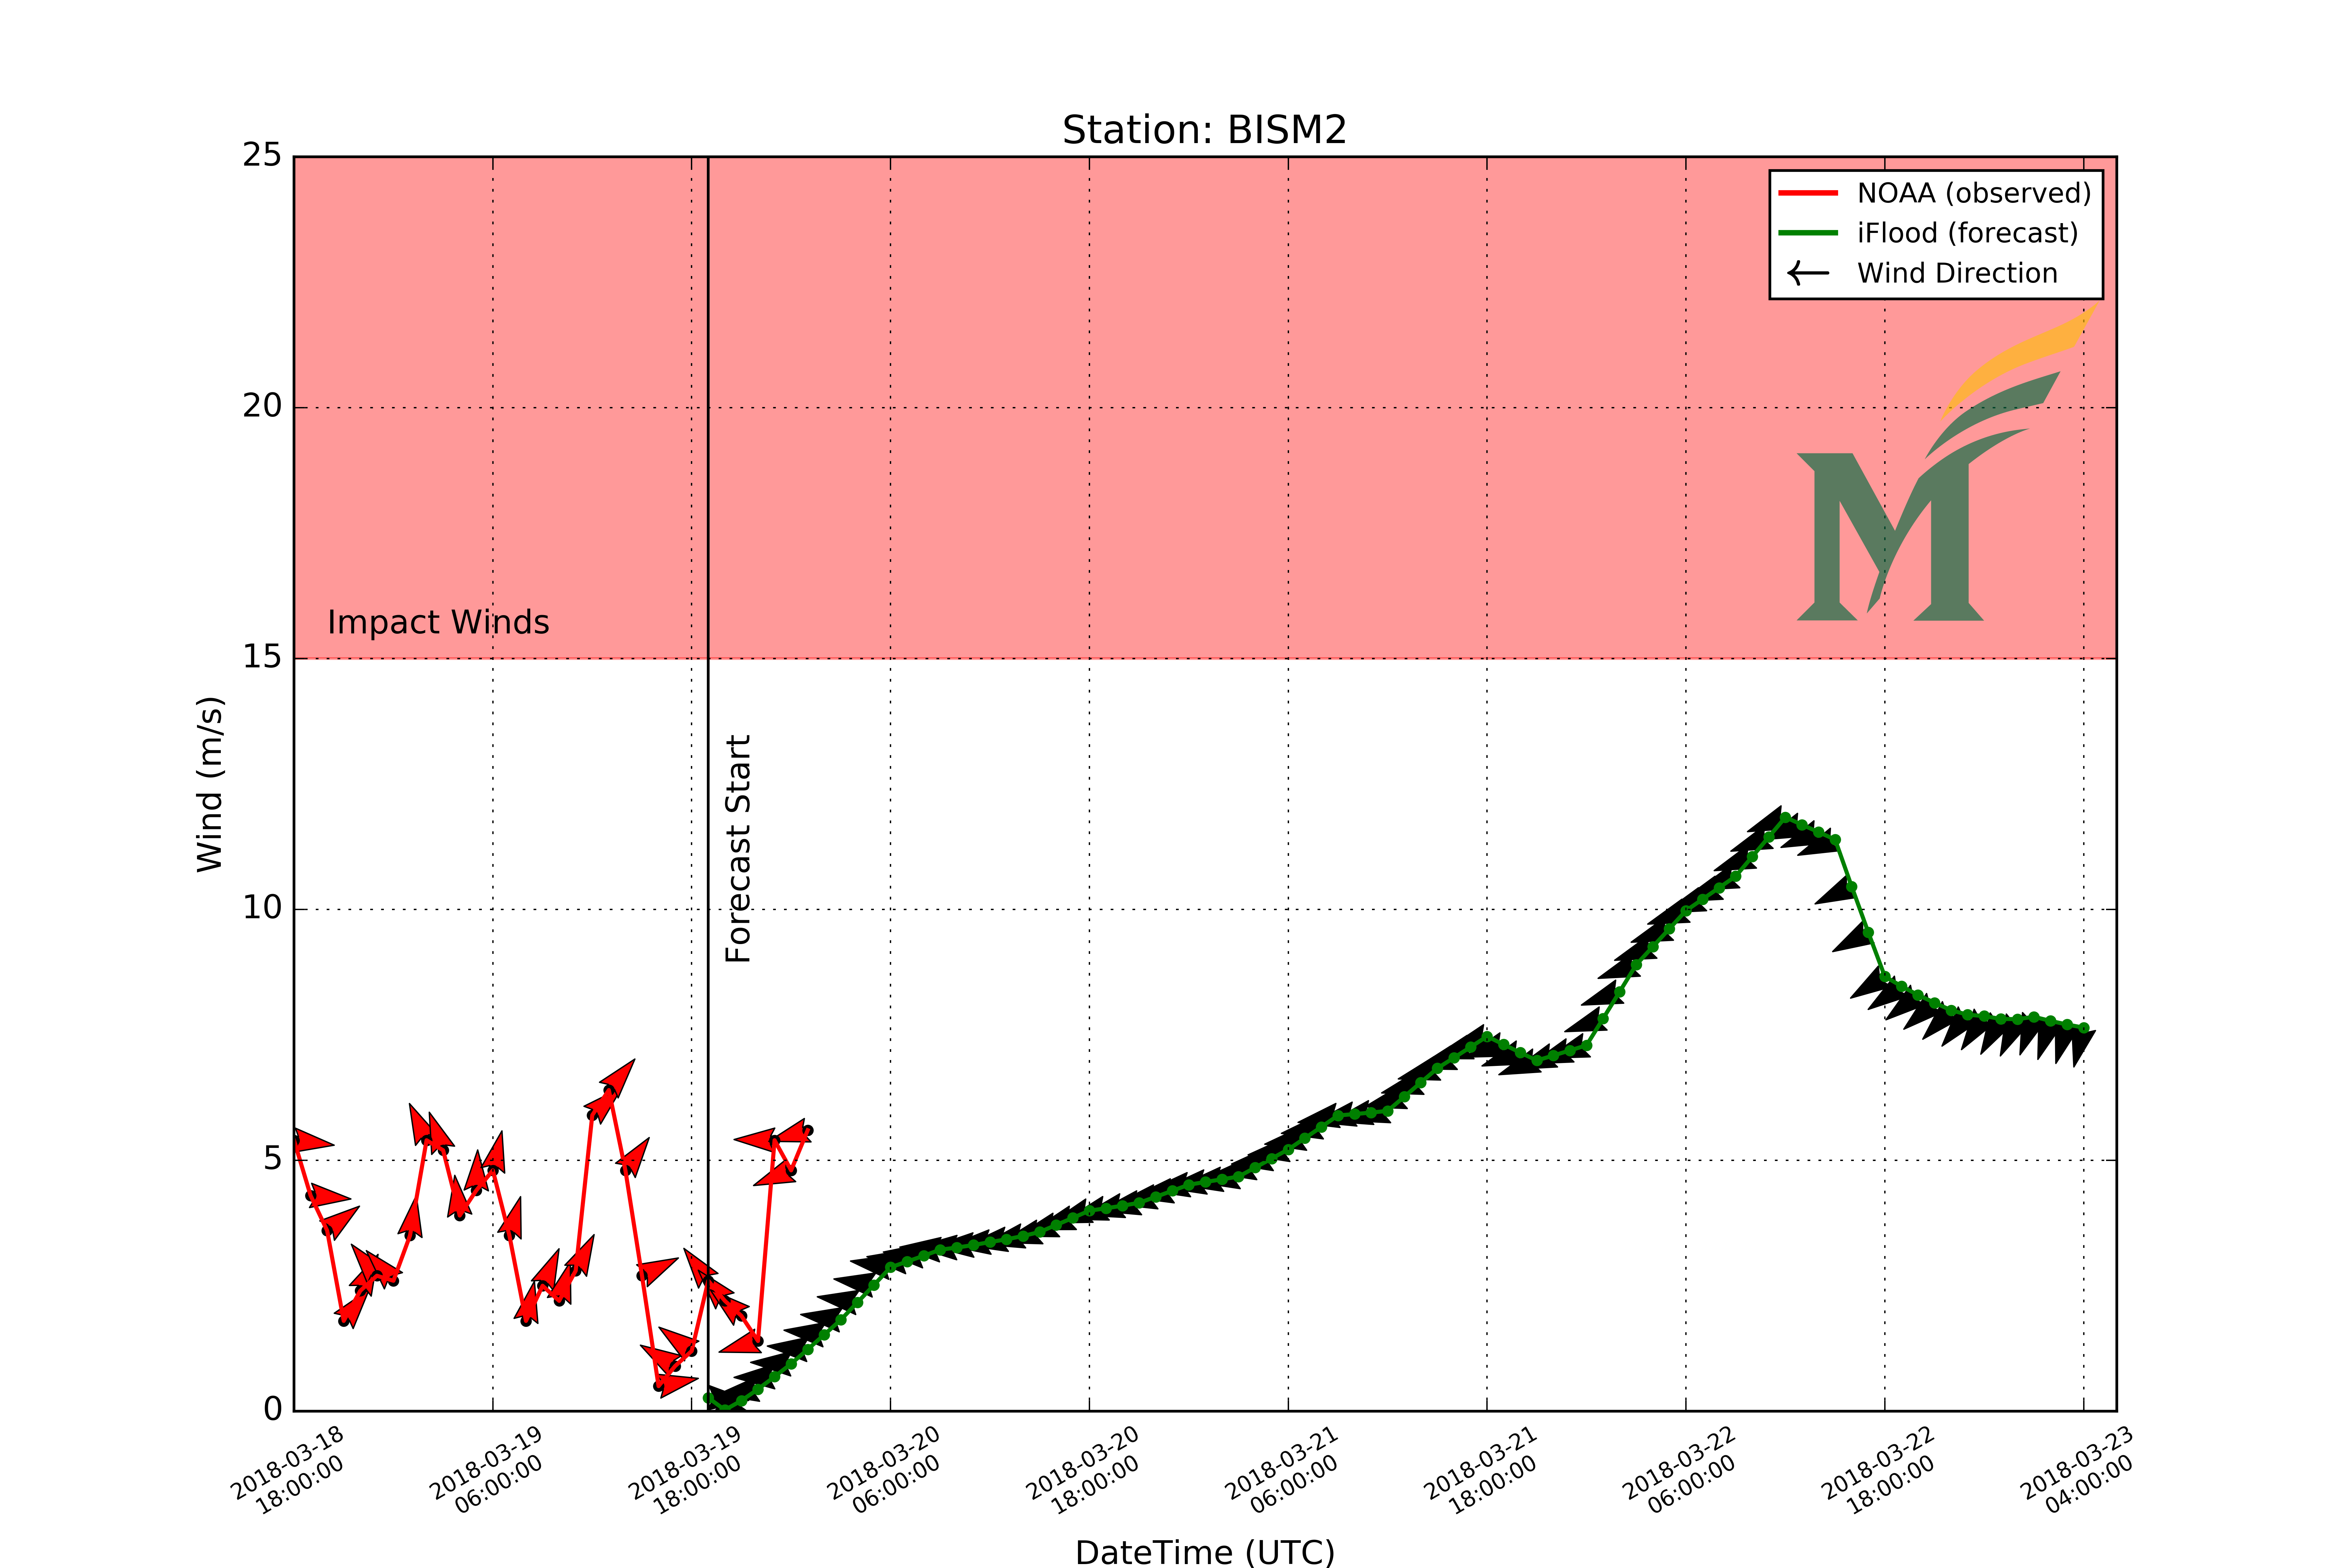 Station: BISM2
25
20
15
10
5
0
Wind (m/s)
NOAA (observed)
iFlood (forecast)
Wind Direction
Impact Winds
Forecast Start
M
2018-03-18
18:00:00
2018-03-19
06:00:00
2018-03-19
18:00:00
2018-03-20
06:00:00
2018-03-20
18:00:00
2018-03-21
06:00:00
2018-03-21
18:00:00
2018-03-22
06:00:00
2018-03-22
18:00:00
2018-03-23
04:00:00
DateTime (UTC)